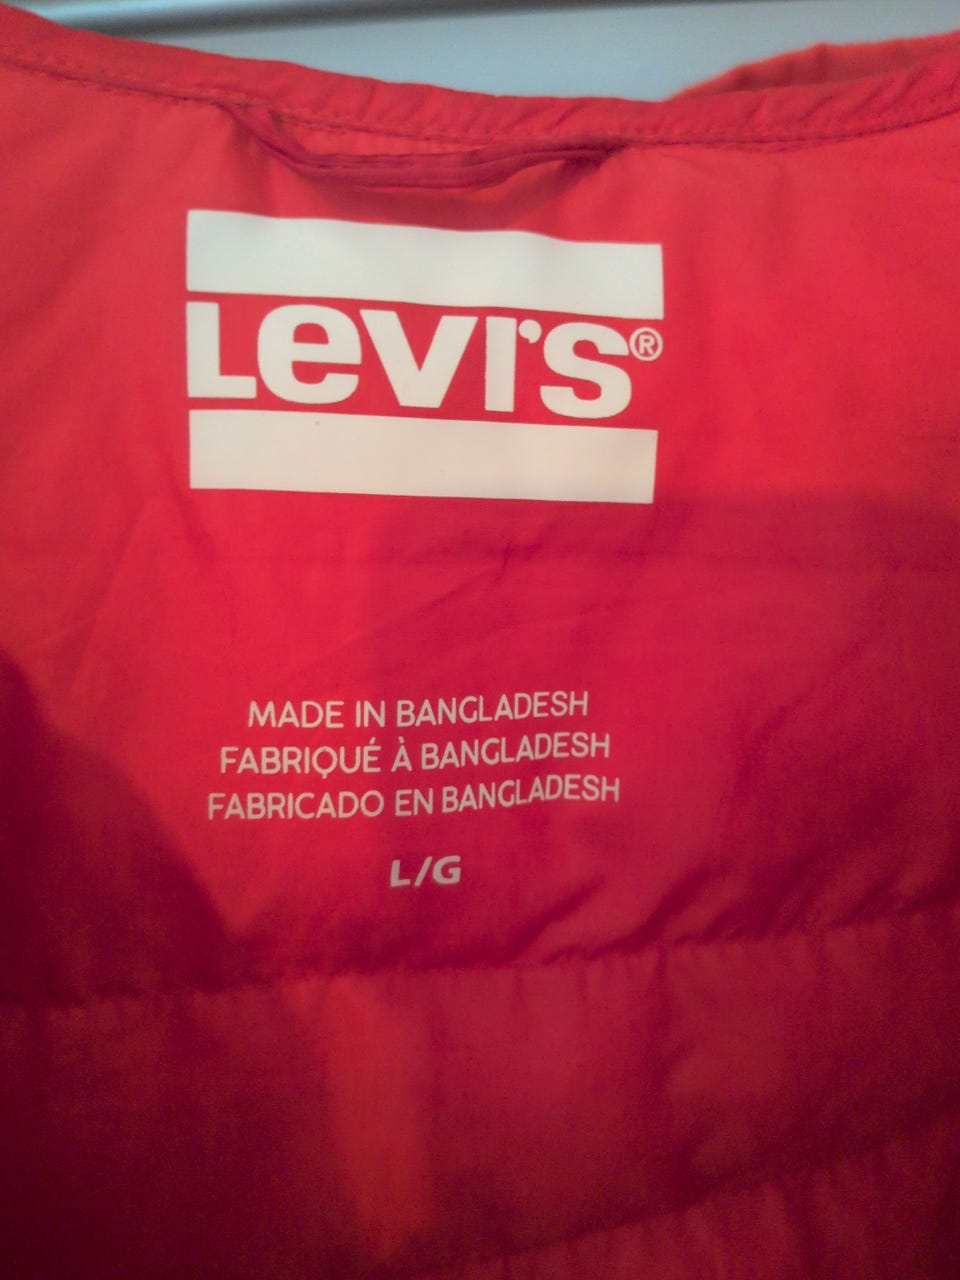 LEVI'S®
MADE IN BANGLADESH
FABRIQUÉ À BANGLADESH
FABRICADO EN BANGLADESH
L/G